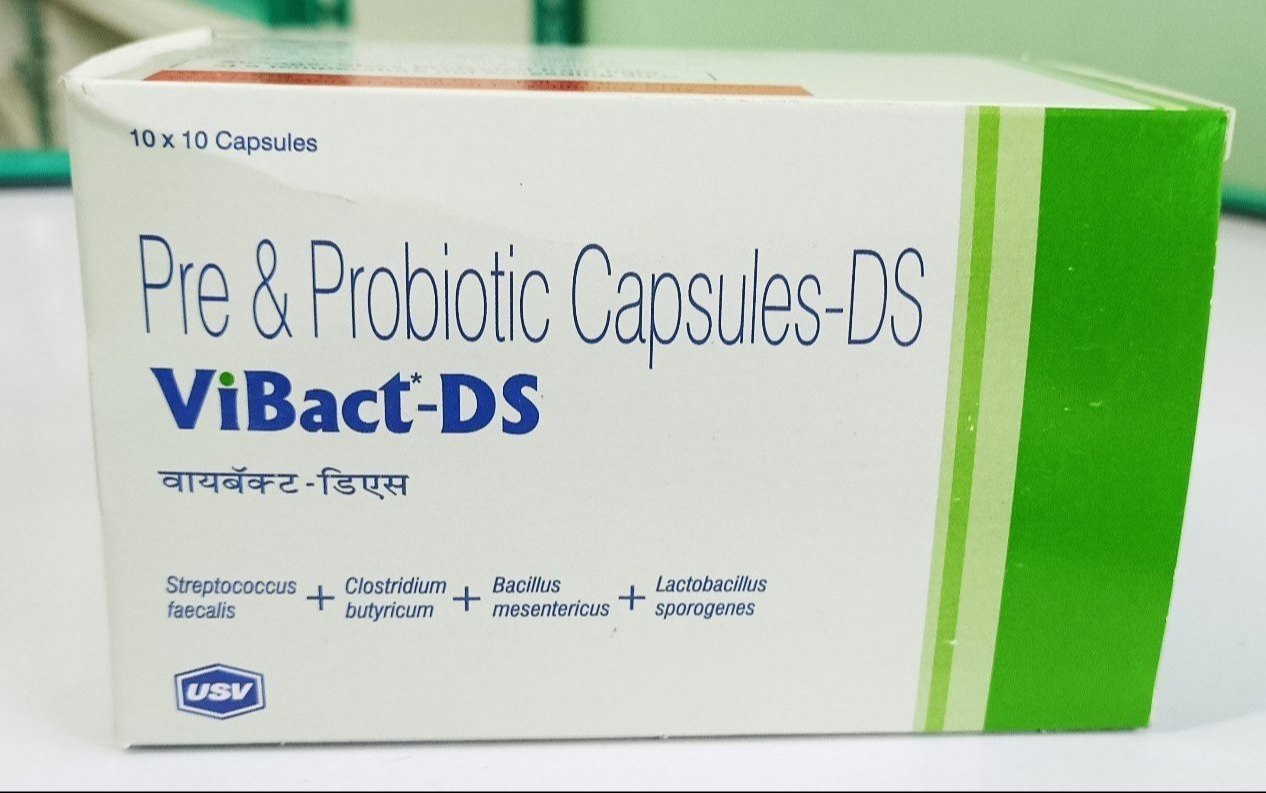 10 x 10 Capsules
Pre & Probiotic Capsules-DS
ViBact*-DS
वायबॅक्ट - डिएस
Streptococcus faecalis + Clostridium butyricum + Bacillus mesentericus + Lactobacillus sporogenes
USV